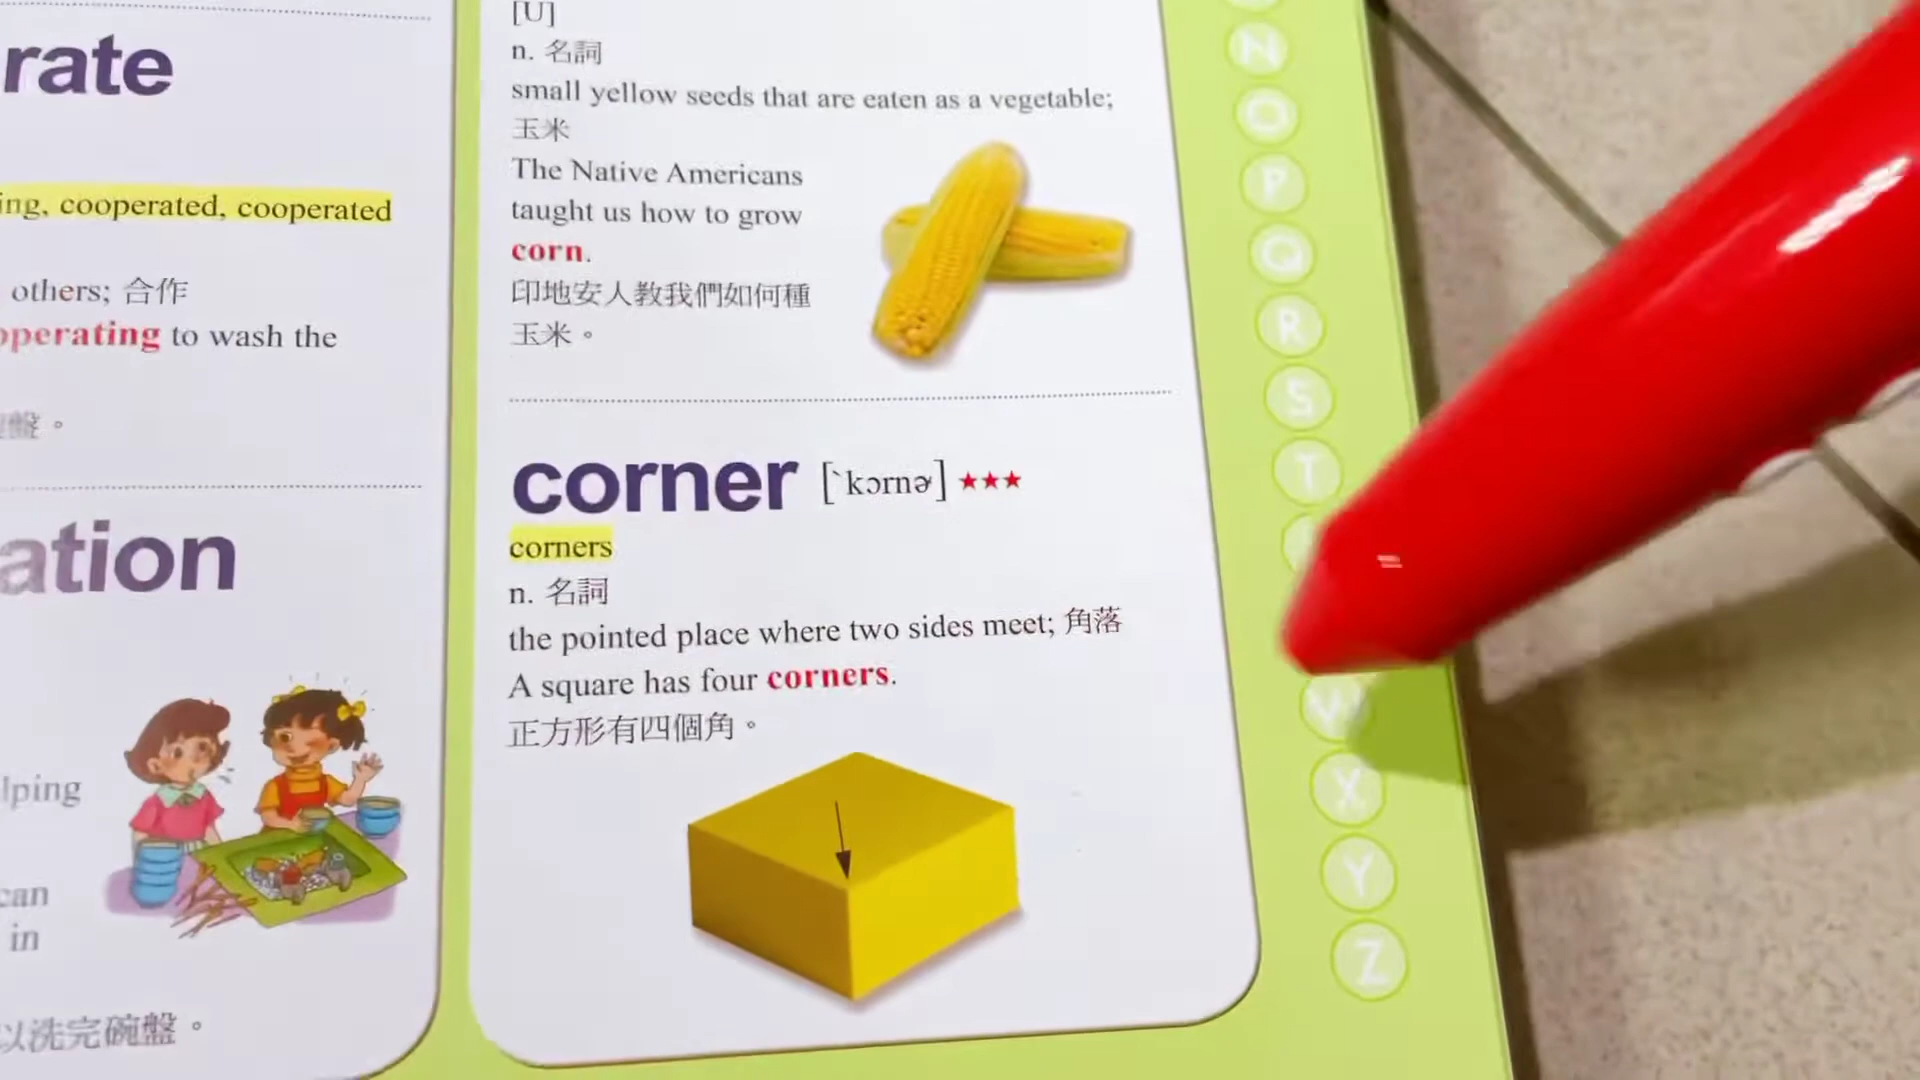 rate
ing, cooperated, cooperated
others; 合作
operating to wash the
盤。
ation
lping
can
in
以洗完碗盤。
[U]
n. 名詞
small yellow seeds that are eaten as a vegetable;
玉米
The Native Americans
taught us how to grow
corn.
印地安人教我們如何種
玉米。
corner [ˋkɔrnɚ] ★★★
corners
n. 名詞
the pointed place where two sides meet; 角落
A square has four corners.
正方形有四個角。
N
O
P
Q
R
S
T
W
X
Y
Z